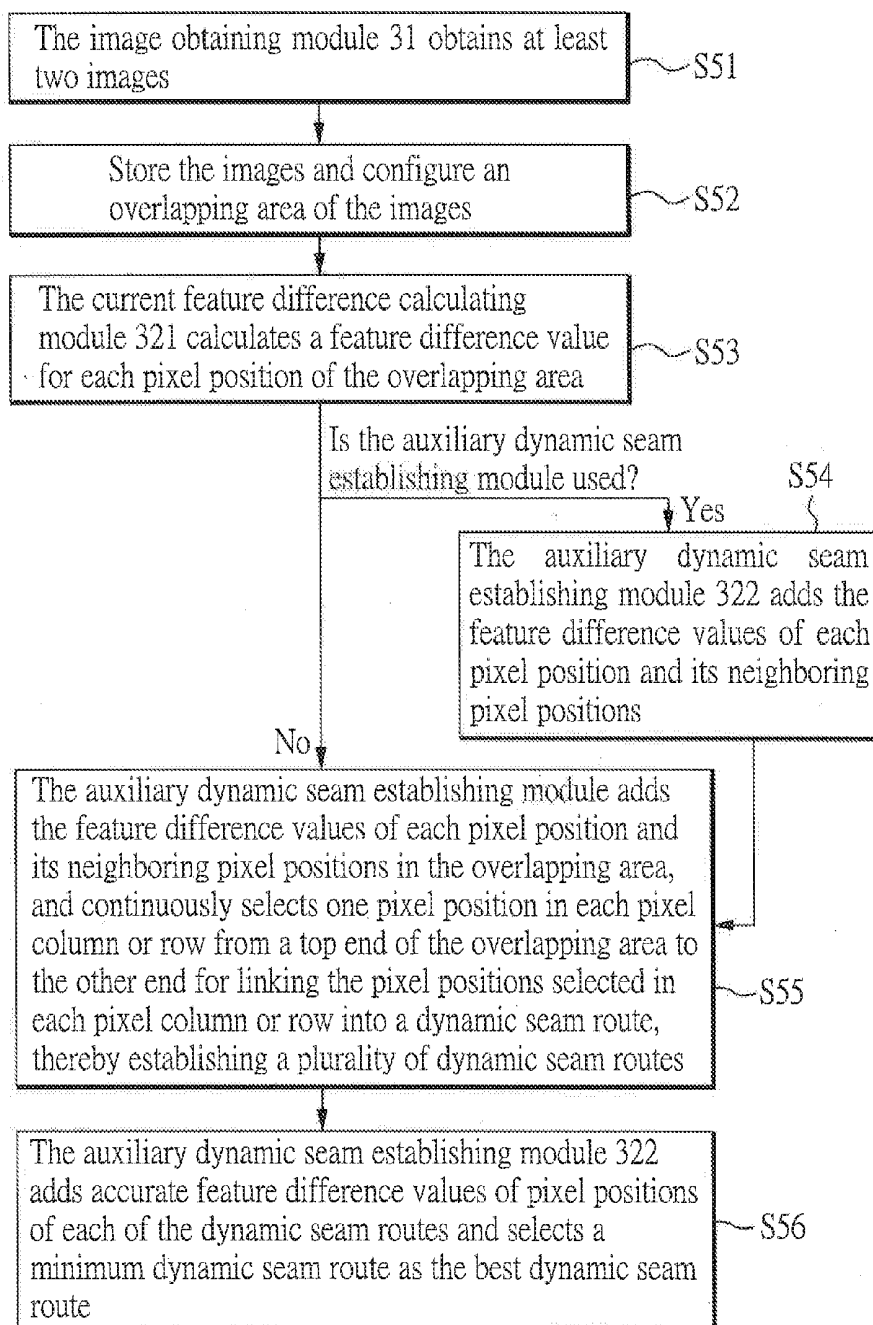 The image obtaining module 31 obtains at least
two images
S51
Store the images and configure an
overlapping area of the images
S52
The current feature difference calculating
module 321 calculates a feature difference value
for each pixel position of the overlapping area
S53
Is the auxiliary dynamic seam
establishing module used?
S54
Yes
The auxiliary dynamic seam
establishing module 322 adds the
feature difference values of each
pixel position and its neighboring
pixel positions
No
The auxiliary dynamic seam establishing module adds
the feature difference values of each pixel position and
its neighboring pixel positions in the overlapping area,
and continuously selects one pixel position in each pixel
column or row from a top end of the overlapping area to
the other end for linking the pixel positions selected in
each pixel column or row into a dynamic seam route,
thereby establishing a plurality of dynamic seam routes
S55
The auxiliary dynamic seam establishing module 322
adds accurate feature difference values of pixel positions
of each of the dynamic seam routes and selects a
minimum dynamic seam route as the best dynamic seam
route
S56